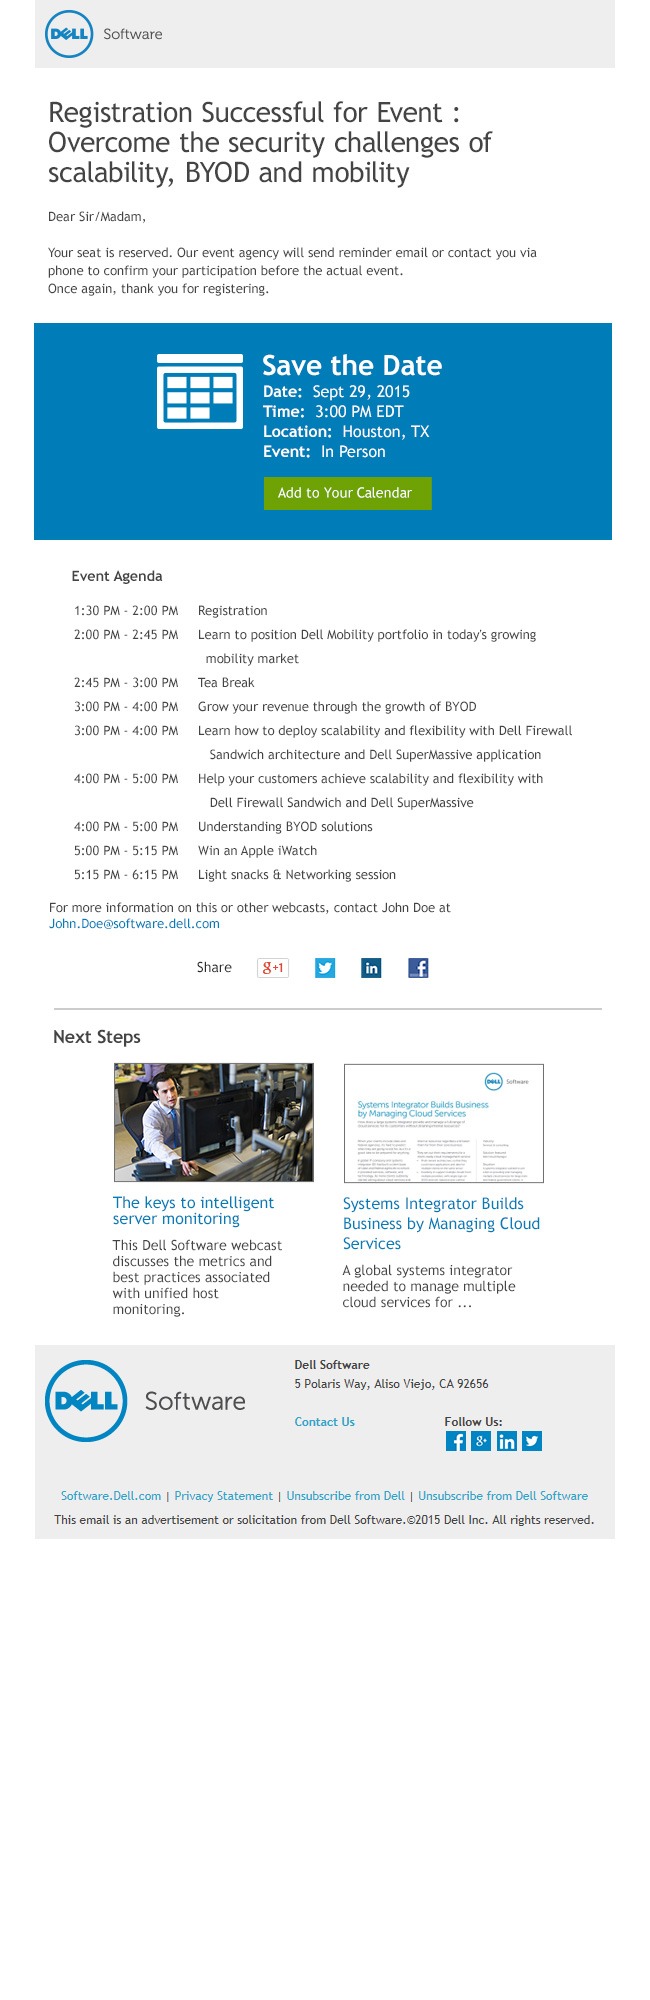 DELL Software
Registration Successful for Event :
Overcome the security challenges of
scalability, BYOD and mobility
Dear Sir/Madam,
Your seat is reserved. Our event agency will send reminder email or contact you via
phone to confirm your participation before the actual event.
Once again, thank you for registering.
Save the Date
Date: Sept 29, 2015
Time: 3:00 PM EDT
Location: Houston, TX
Event: In Person
Add to Your Calendar
Event Agenda
1:30 PM - 2:00 PM Registration
2:00 PM - 2:45 PM Learn to position Dell Mobility portfolio in today's growing
mobility market
2:45 PM - 3:00 PM Tea Break
3:00 PM - 4:00 PM Grow your revenue through the growth of BYOD
3:00 PM - 4:00 PM Learn how to deploy scalability and flexibility with Dell Firewall
Sandwich architecture and Dell SuperMassive application
4:00 PM - 5:00 PM Help your customers achieve scalability and flexibility with
Dell Firewall Sandwich and Dell SuperMassive
4:00 PM - 5:00 PM Understanding BYOD solutions
5:00 PM - 5:15 PM Win an Apple iWatch
5:15 PM - 6:15 PM Light snacks & Networking session
For more information on this or other webcasts, contact John Doe at
John.Doe@software.dell.com
Share g+1 in f
Next Steps
DELL Software
Systems Integrator Builds Business
by Managing Cloud Services
The keys to intelligent
server monitoring
This Dell Software webcast
discusses the metrics and
best practices associated
with unified host
monitoring.
Systems Integrator Builds
Business by Managing Cloud
Services
A global systems integrator
needed to manage multiple
cloud services for ...
DELL Software
Dell Software
5 Polaris Way, Aliso Viejo, CA 92656
Contact Us
Follow Us:
f g+ in
Software.Dell.com | Privacy Statement | Unsubscribe from Dell | Unsubscribe from Dell Software
This email is an advertisement or solicitation from Dell Software.©2015 Dell Inc. All rights reserved.